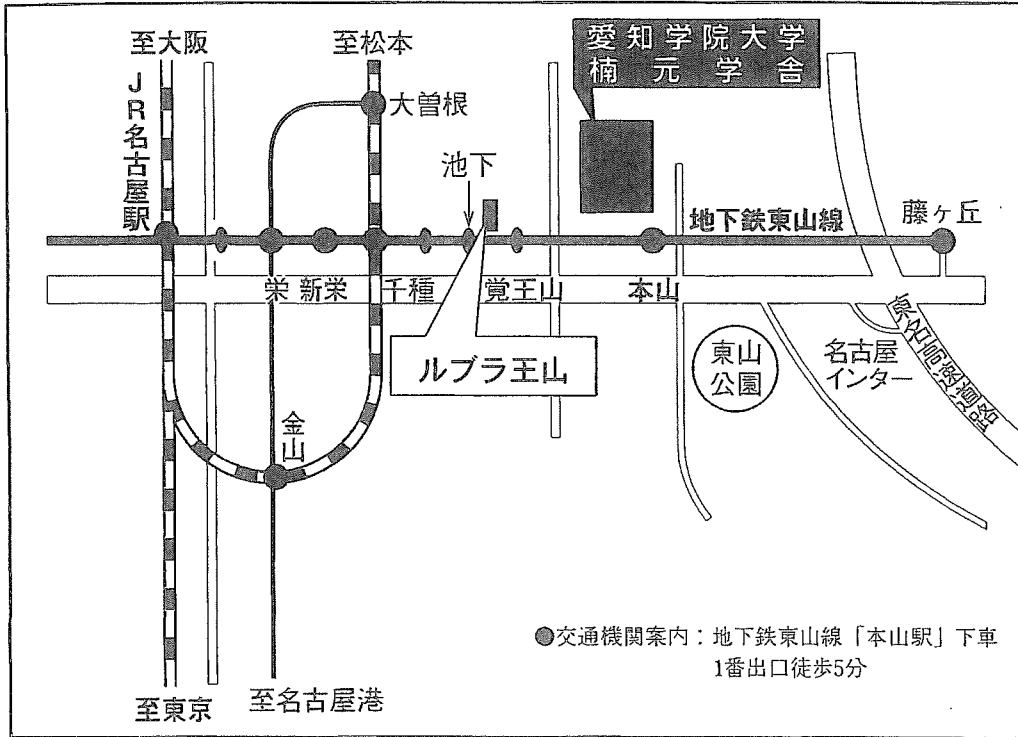 至大阪
至松本
愛知学院大学
楠元学舎
JR名古屋駅
大曽根
池下
地下鉄東山線
藤ヶ丘
栄
新栄
千種
覚王山
本山
ルブラ王山
東山
公園
名古屋
インター
東名高速道路
金山
●交通機関案内：地下鉄東山線「本山駅」下車
1番出口徒歩5分
至東京
至名古屋港